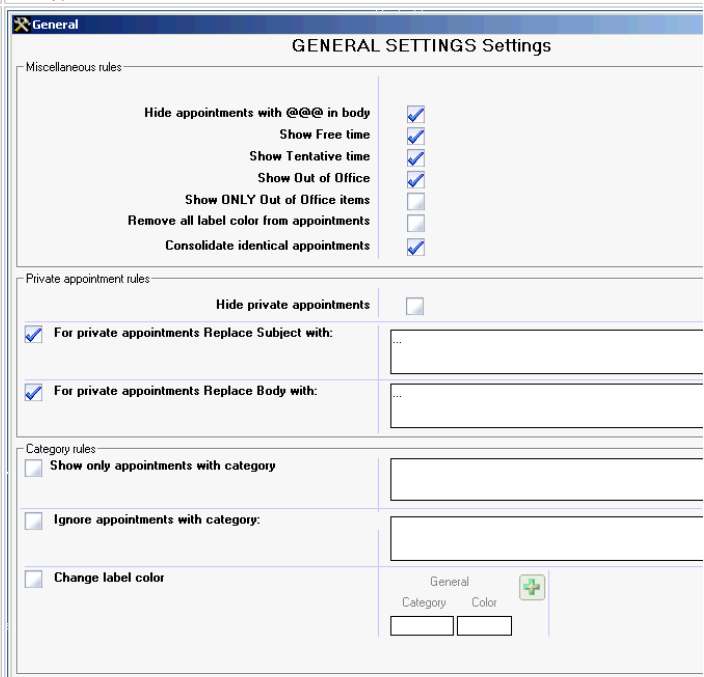 General
GENERAL SETTINGS Settings
Miscellaneous rules
Hide appointments with @@@ in body
Show Free time
Show Tentative time
Show Out of Office
Show ONLY Out of Office items
Remove all label color from appointments
Consolidate identical appointments
Private appointment rules
Hide private appointments
For private appointments Replace Subject with:
...
For private appointments Replace Body with:
...
Category rules
Show only appointments with category
Ignore appointments with category:
Change label color
General
Category Color